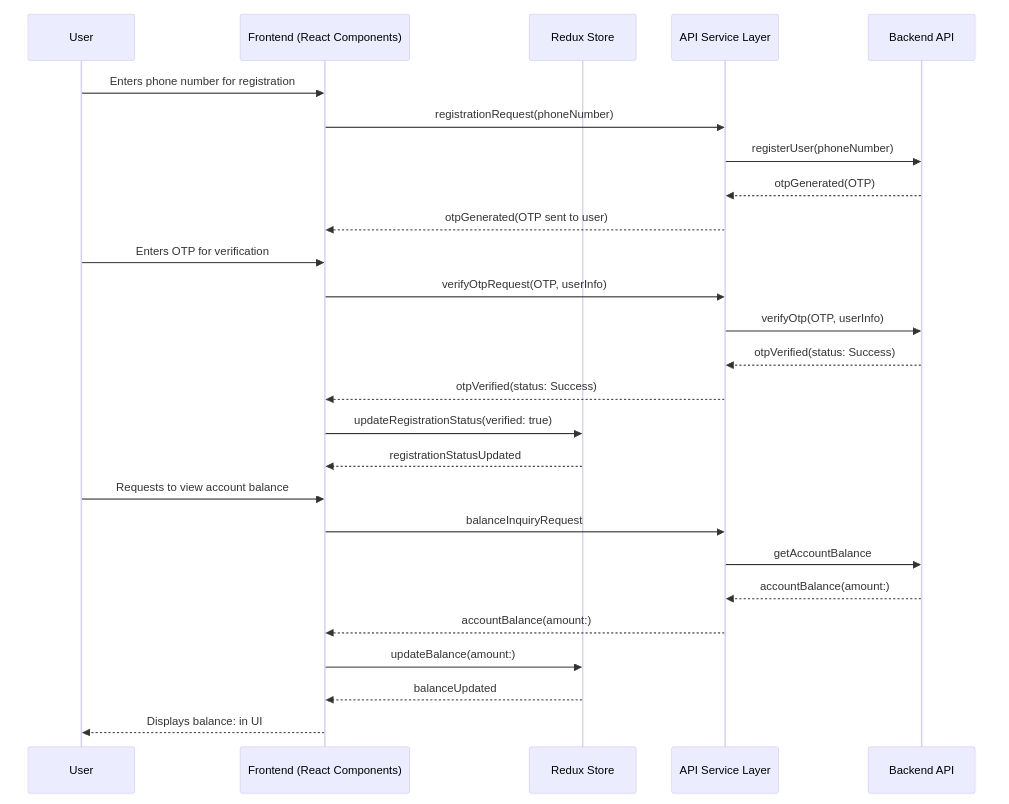 User
Frontend (React Components)
Redux Store
API Service Layer
Backend API
Enters phone number for registration
registrationRequest(phoneNumber)
registerUser(phoneNumber)
otpGenerated(OTP)
otpGenerated(OTP sent to user)
Enters OTP for verification
verifyOtpRequest(OTP, userInfo)
verifyOtp(OTP, userInfo)
otpVerified(status: Success)
otpVerified(status: Success)
updateRegistrationStatus(verified: true)
registrationStatusUpdated
Requests to view account balance
balanceInquiryRequest
getAccountBalance
accountBalance(amount:)
accountBalance(amount:)
updateBalance(amount:)
balanceUpdated
Displays balance: in UI
User
Frontend (React Components)
Redux Store
API Service Layer
Backend API